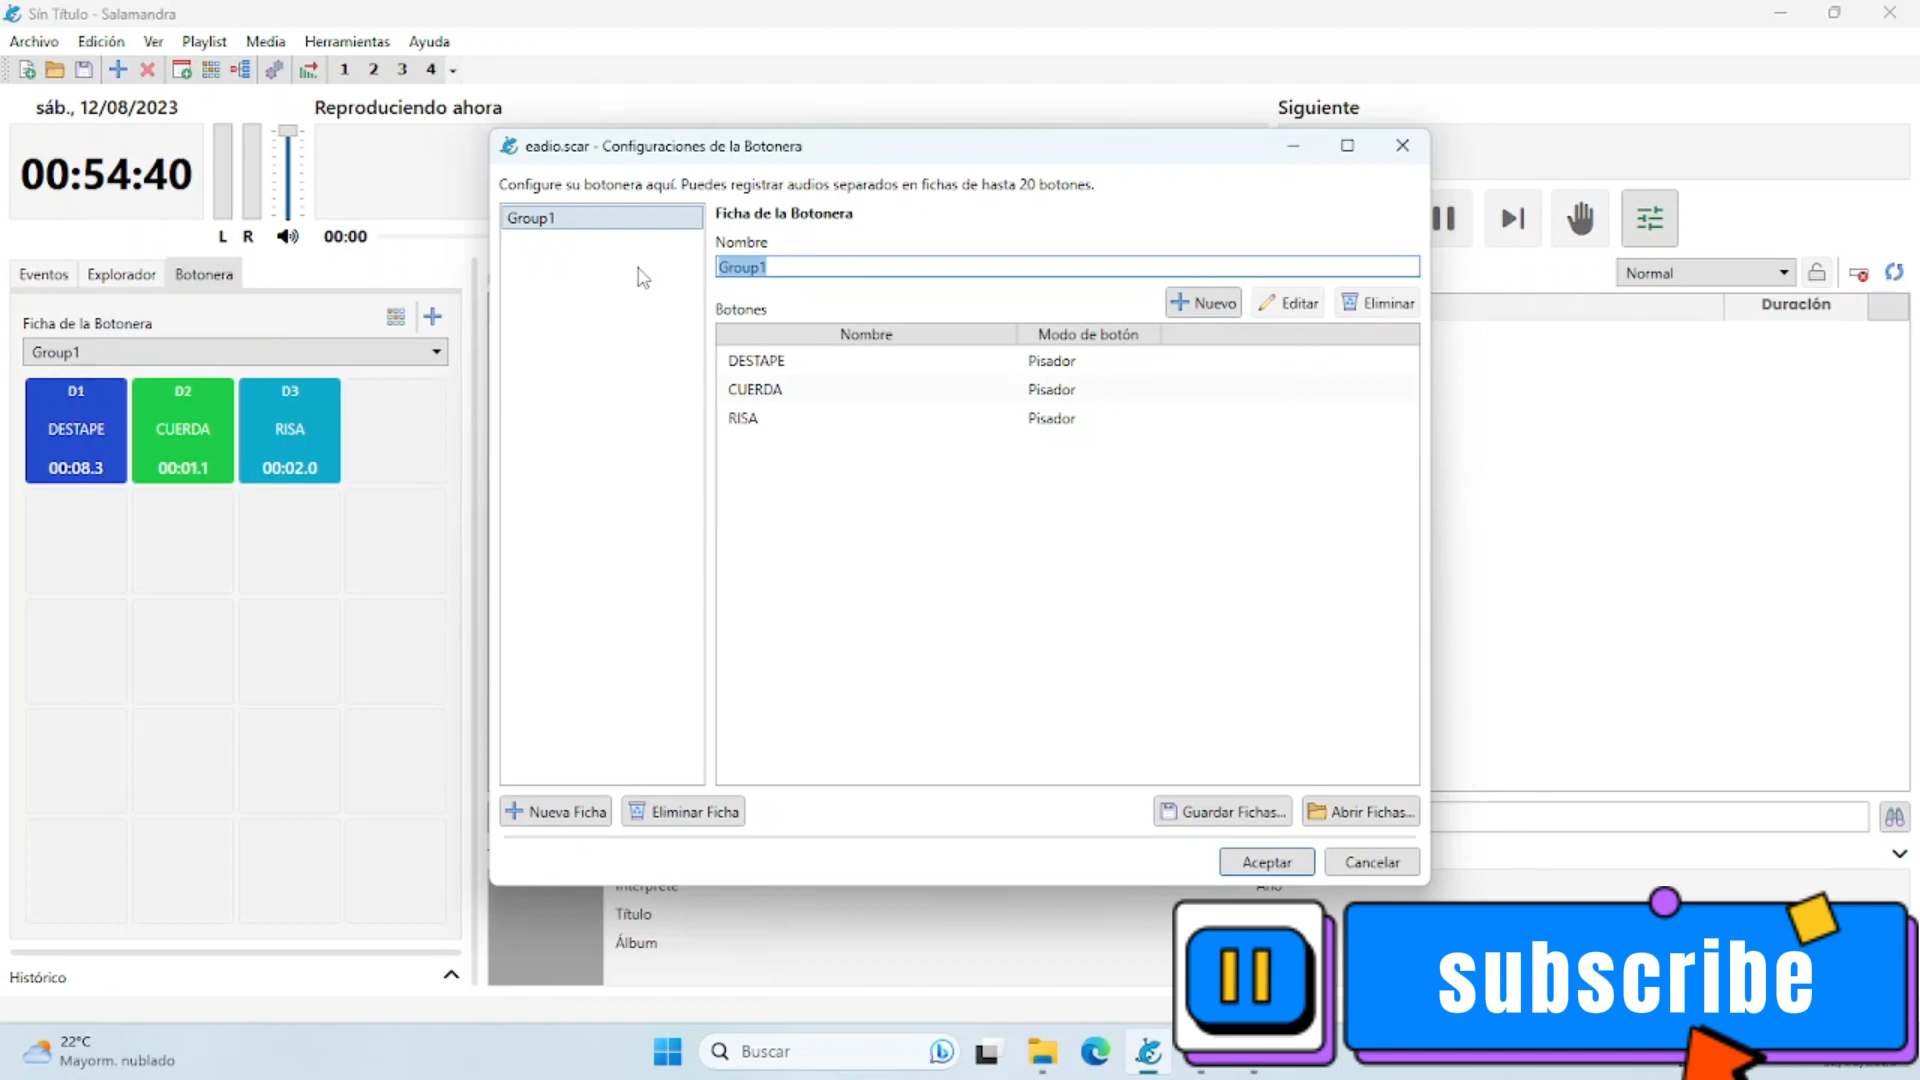 Sín Título - Salamandra
Archivo Edición Ver Playlist Media Herramientas Ayuda
1 2 3 4
sáb., 12/08/2023
Reproduciendo ahora
Siguiente
00:54:40
L R 00:00
eadio.scar - Configuraciones de la Botonera
Configure su botonera aquí. Puedes registrar audios separados en fichas de hasta 20 botones.
Group1
Ficha de la Botonera
Nombre
Group1
Botones
Nuevo Editar Eliminar
Nombre Modo de botón
DESTAPE Pisador
CUERDA Pisador
RISA Pisador
Nueva Ficha Eliminar Ficha Guardar Fichas... Abrir Fichas...
Aceptar Cancelar
Normal
Duración
Eventos Explorador Botonera
Ficha de la Botonera
Group1
D1 D2 D3
DESTAPE CUERDA RISA
00:08.3 00:01.1 00:02.0
Intérprete
Año
Título
Álbum
Histórico
subscribe
22°C
Mayorm. nublado
Buscar